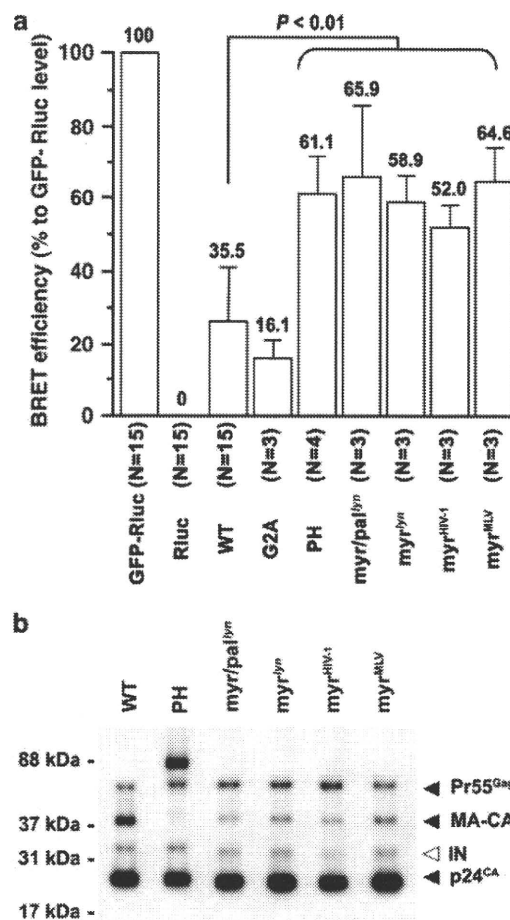 a
P < 0.01
BRET efficiency (% to GFP- Rluc level)
100
80
60
40
20
0
100
0
35.5
16.1
61.1
65.9
58.9
52.0
64.6
GFP-Rluc (N=15)
Rluc (N=15)
WT (N=15)
G2A (N=3)
PH (N=4)
myr/pal^lyn (N=3)
myr^lyn (N=3)
myr^HIV-1 (N=3)
myr^MLV (N=3)
b
WT
PH
myr/pal^lyn
myr^lyn
myr^HIV-1
myr^MLV
88 kDa -
37 kDa -
31 kDa -
17 kDa -
Pr55^Gag
MA-CA
IN
p24^CA